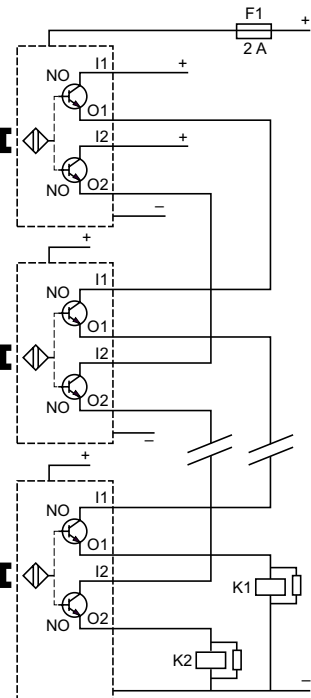 F1
+
2 A
I1
+
NO
O1
I2
+
NO
O2
–
+
I1
NO
O1
I2
NO
O2
–
+
I1
NO
O1
I2
K1
NO
O2
K2
–